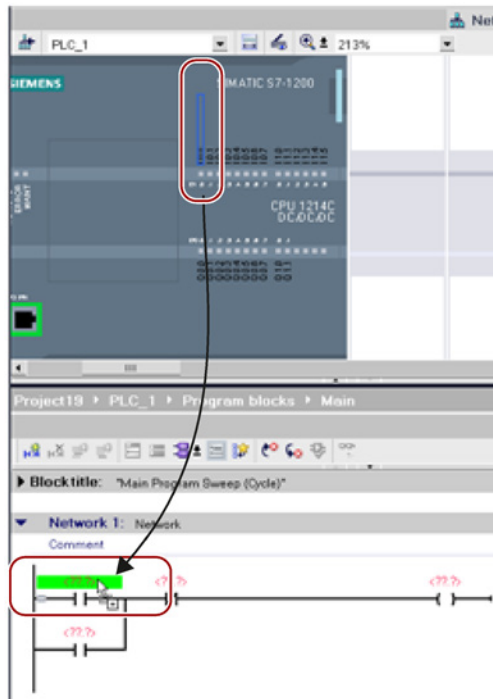 Net
PLC_1
213%
SIEMENS
SIMATIC S7-1200
CPU 1214C
DC/DC/DC
Project19 PLC_1 Program blocks Main
Block title: "Main Program Sweep (Cycle)"
Network 1: Network
Comment
<??.?> <??.?> <??.?>
<??.?>